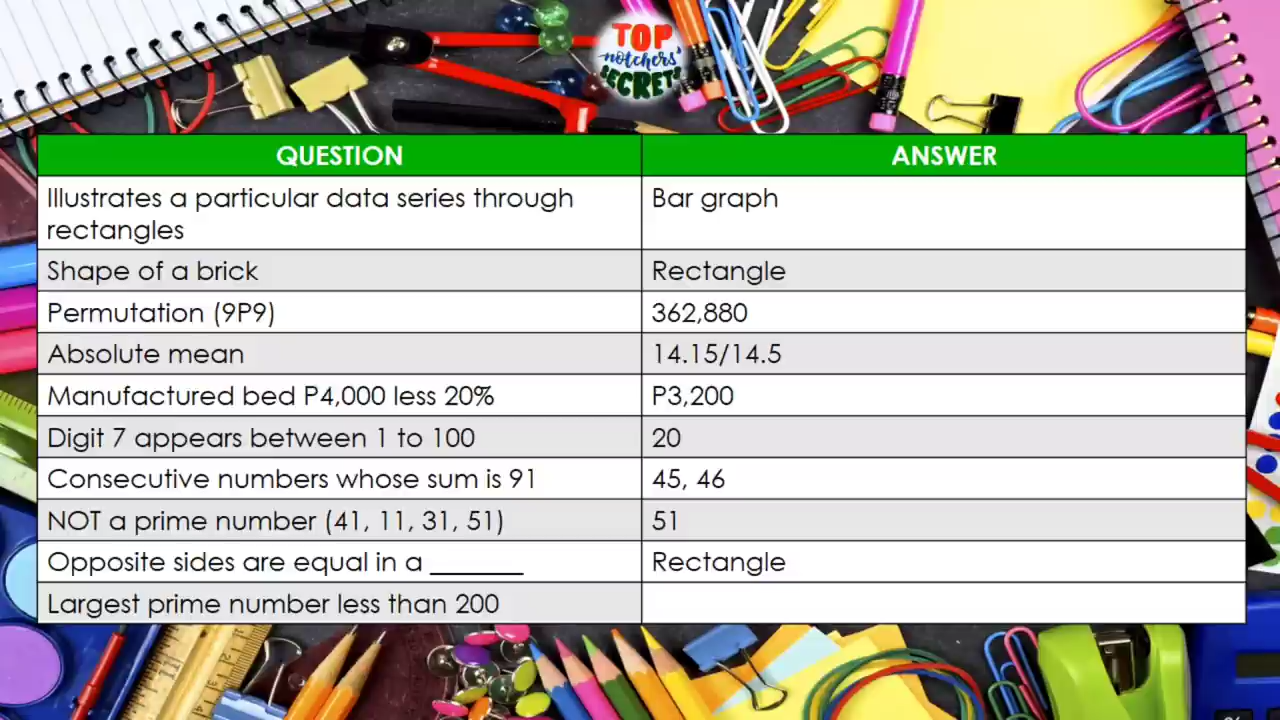 TOP
notchers'
SECRETS
QUESTION ANSWER
Illustrates a particular data series through Bar graph
rectangles
Shape of a brick Rectangle
Permutation (9P9) 362,880
Absolute mean 14.15/14.5
Manufactured bed P4,000 less 20% P3,200
Digit 7 appears between 1 to 100 20
Consecutive numbers whose sum is 91 45, 46
NOT a prime number (41, 11, 31, 51) 51
Opposite sides are equal in a _______ Rectangle
Largest prime number less than 200